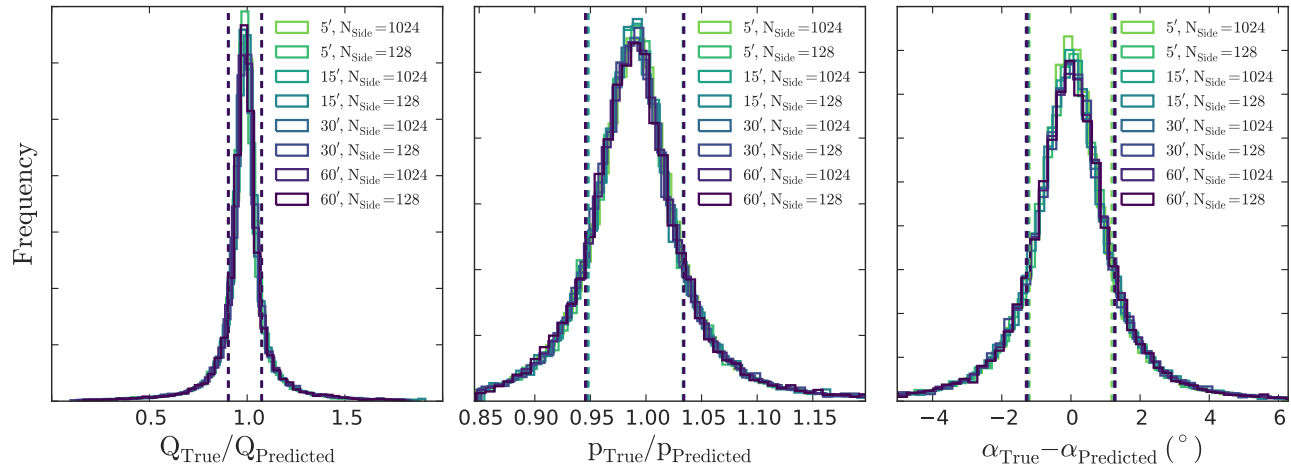 Frequency
5′, N_Side=1024
5′, N_Side=128
15′, N_Side=1024
15′, N_Side=128
30′, N_Side=1024
30′, N_Side=128
60′, N_Side=1024
60′, N_Side=128
0.5 1.0 1.5
Q_True/Q_Predicted
5′, N_Side=1024
5′, N_Side=128
15′, N_Side=1024
15′, N_Side=128
30′, N_Side=1024
30′, N_Side=128
60′, N_Side=1024
60′, N_Side=128
0.85 0.90 0.95 1.00 1.05 1.10 1.15
p_True/p_Predicted
5′, N_Side=1024
5′, N_Side=128
15′, N_Side=1024
15′, N_Side=128
30′, N_Side=1024
30′, N_Side=128
60′, N_Side=1024
60′, N_Side=128
−4 −2 0 2 4 6
α_True−α_Predicted (°)